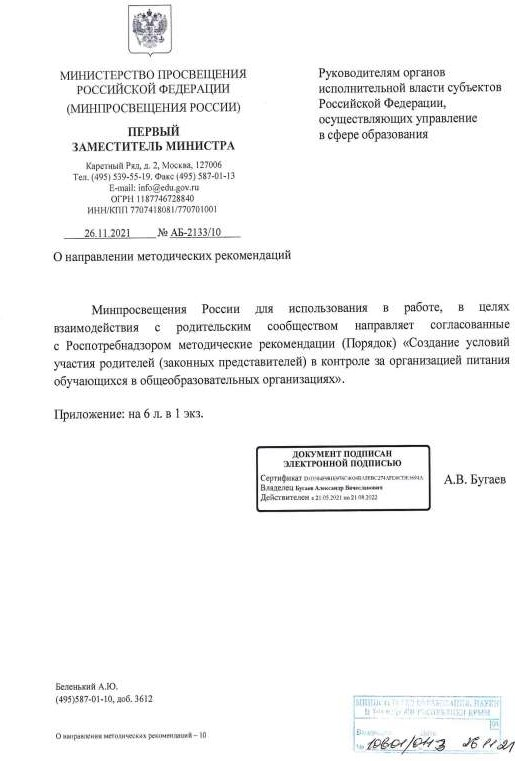 МИНИСТЕРСТВО ПРОСВЕЩЕНИЯ
РОССИЙСКОЙ ФЕДЕРАЦИИ
(МИНПРОСВЕЩЕНИЯ РОССИИ)
ПЕРВЫЙ
ЗАМЕСТИТЕЛЬ МИНИСТРА
Каретный Ряд, д. 2, Москва, 127006
Тел. (495) 539-55-19. Факс (495) 587-01-13
E-mail: info@edu.gov.ru
ОГРН 1187746728840
ИНН/КПП 7707418081/770701001
26.11.2021 № АБ-2133/10
Руководителям органов
исполнительной власти субъектов
Российской Федерации,
осуществляющих управление
в сфере образования
О направлении методических рекомендаций
Минпросвещения России для использования в работе, в целях
взаимодействия с родительским сообществом направляет согласованные
с Роспотребнадзором методические рекомендации (Порядок) «Создание условий
участия родителей (законных представителей) в контроле за организацией питания
обучающихся в общеобразовательных организациях».
Приложение: на 6 л. в 1 экз.
ДОКУМЕНТ ПОДПИСАН
ЭЛЕКТРОННОЙ ПОДПИСЬЮ
Сертификат
Владелец Бугаев Александр Вячеславович
Действителен с 21.05.2021 по 21.08.2022
А.В. Бугаев
Беленький А.Ю.
(495)587-01-10, доб. 3612
О направлении методических рекомендаций – 10
РЕСПУБЛИКИ КРЫМ
26.11.21